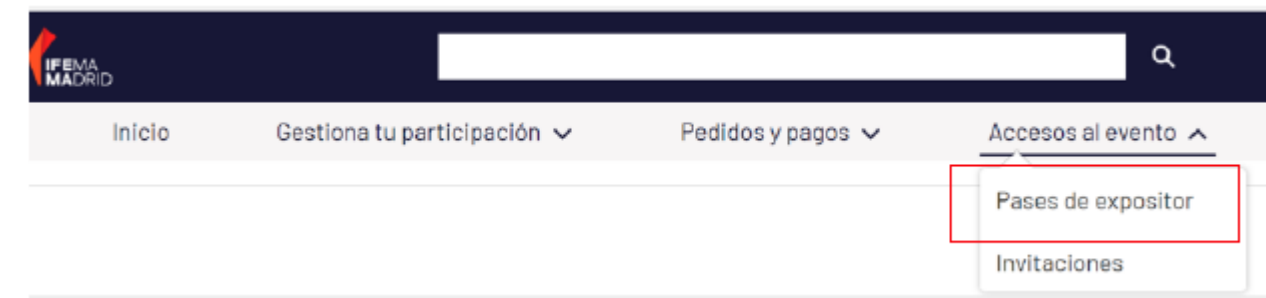 IFEMA
MADRID
Inicio Gestiona tu participación Pedidos y pagos Accesos al evento
Pases de expositor
Invitaciones